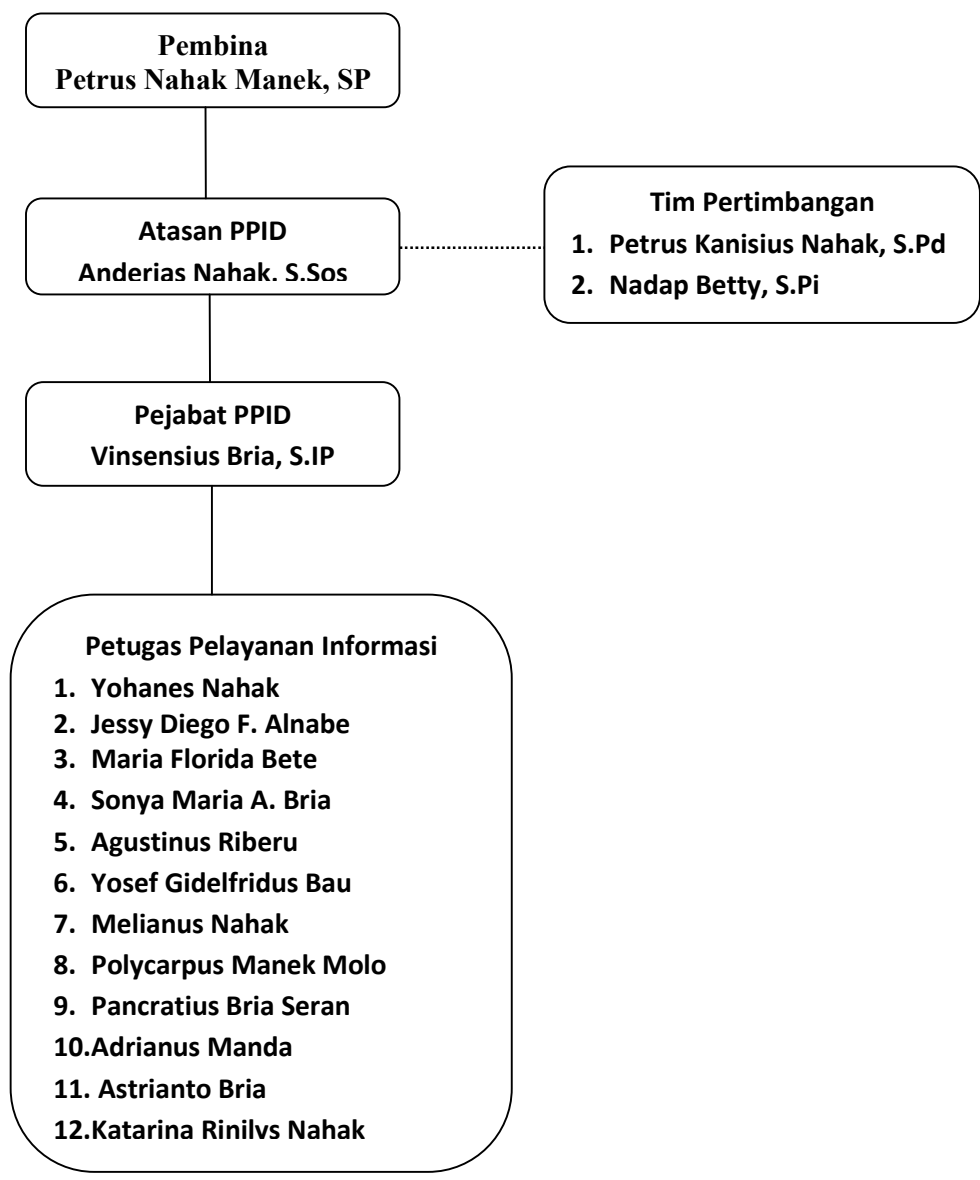 Pembina
Petrus Nahak Manek, SP
Atasan PPID
Anderias Nahak. S.Sos
Tim Pertimbangan
1. Petrus Kanisius Nahak, S.Pd
2. Nadap Betty, S.Pi
Pejabat PPID
Vinsensius Bria, S.IP
Petugas Pelayanan Informasi
1. Yohanes Nahak
2. Jessy Diego F. Alnabe
3. Maria Florida Bete
4. Sonya Maria A. Bria
5. Agustinus Riberu
6. Yosef Gidelfridus Bau
7. Melianus Nahak
8. Polycarpus Manek Molo
9. Pancratius Bria Seran
10.Adrianus Manda
11. Astrianto Bria
12.Katarina Rinilys Nahak